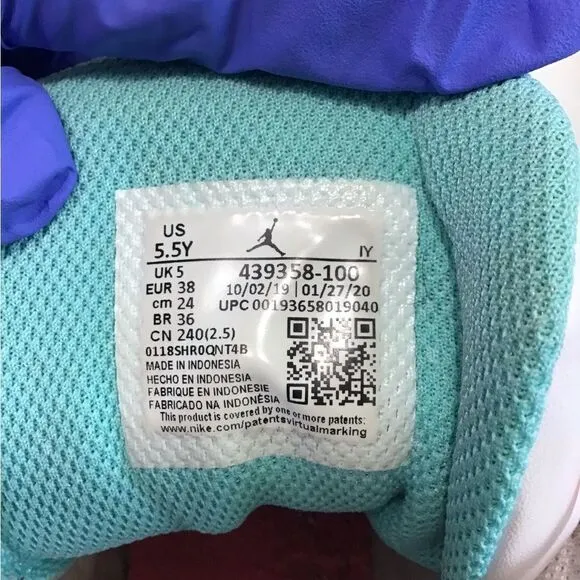 US
5.5Y
IY
UK 5
439358-100
EUR 38
10/02/19 | 01/27/20
cm 24
UPC 00193658019040
BR 36
CN 240(2.5)
0118SHR0QNT4B
MADE IN INDONESIA
HECHO EN INDONESIA
FABRIQUE EN INDONESIE
FABRICADO NA INDONÉSIA
This product is covered by one or more patents:
www.nike.com/patentsvirtualmarking